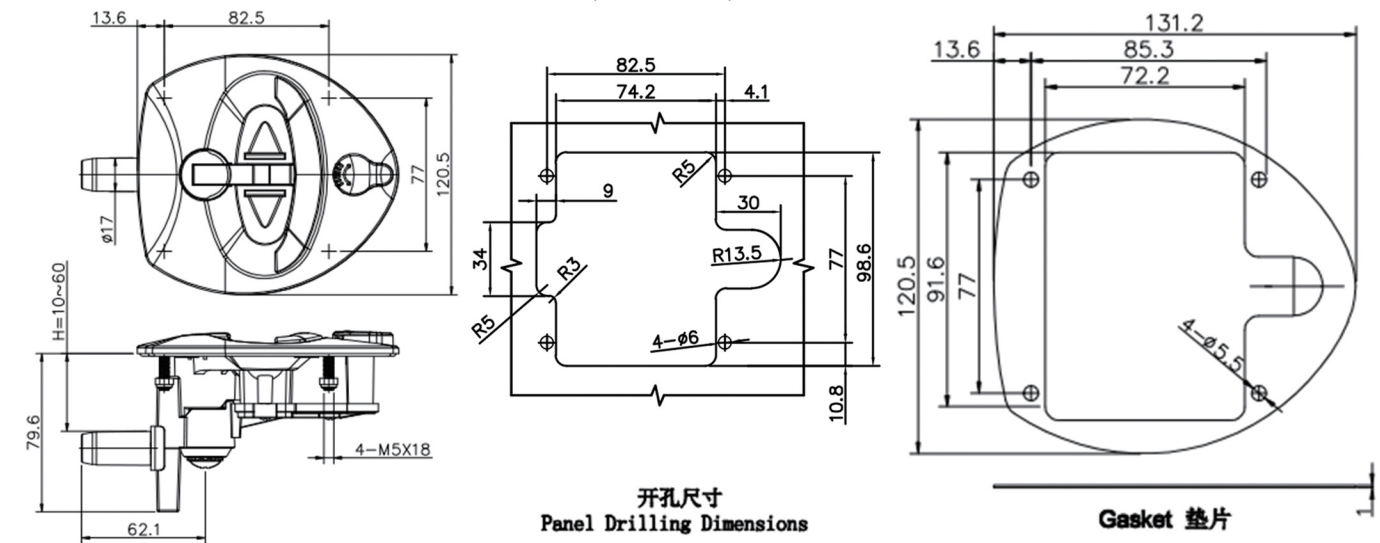 13.6
82.5
77
120.5
ø17
H=10~60
79.6
4-M5X18
62.1
82.5
74.2
4.1
R5
9
30
34
R13.5
77
98.6
R3
R5
4-ø6
10.8
开孔尺寸
Panel Drilling Dimensions
131.2
13.6
85.3
72.2
120.5
91.6
77
4-ø5.5
1
Gasket 垫片